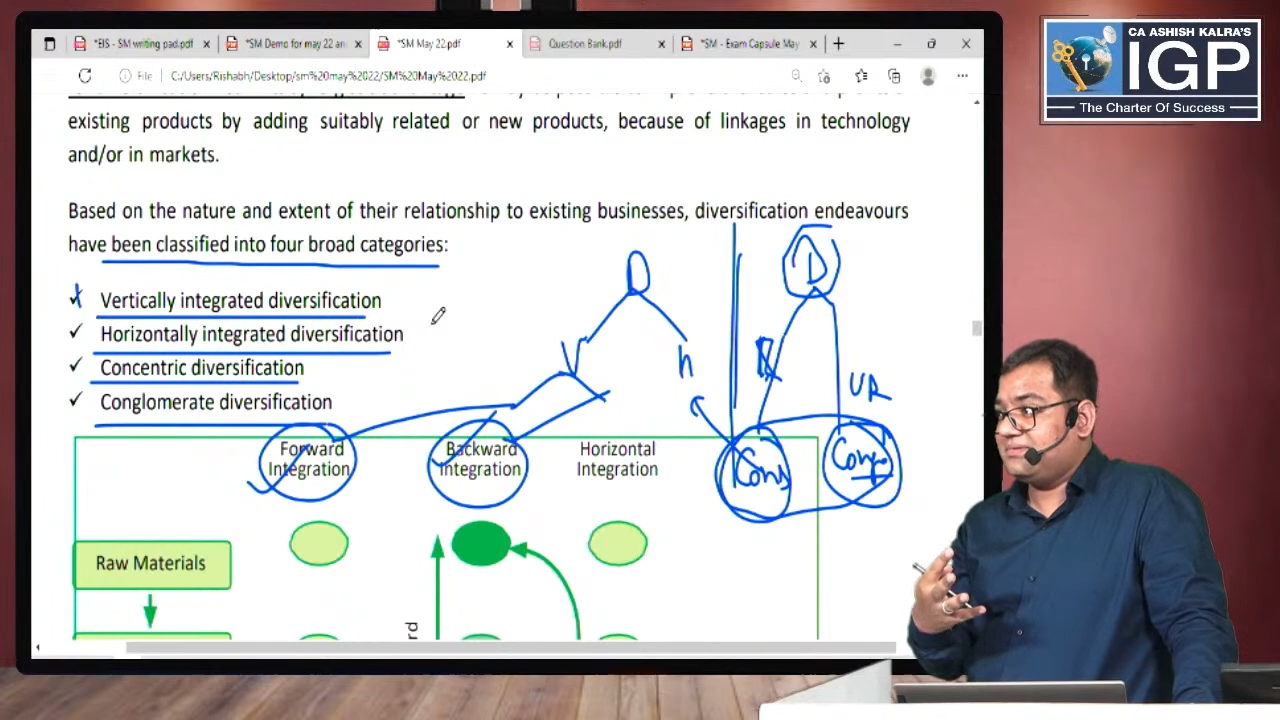 *EIS - SM writing pad.pdf
*SM Demo for may 22 an
*SM May 22.pdf
Question Bank.pdf
*SM - Exam Capsule May
File
C:/Users/Rishabh/Desktop/sm%20may%2022/SM%20May%2022.pdf
CA ASHISH KALRA'S
IGP
The Charter Of Success
existing products by adding suitably related or new products, because of linkages in technology
and/or in markets.
Based on the nature and extent of their relationship to existing businesses, diversification endeavours
have been classified into four broad categories:
✓ Vertically integrated diversification
✓ Horizontally integrated diversification
✓ Concentric diversification
✓ Conglomerate diversification
D
D
V
h
R
UR
Forward
Integration
Backward
Integration
Horizontal
Integration
Raw Materials